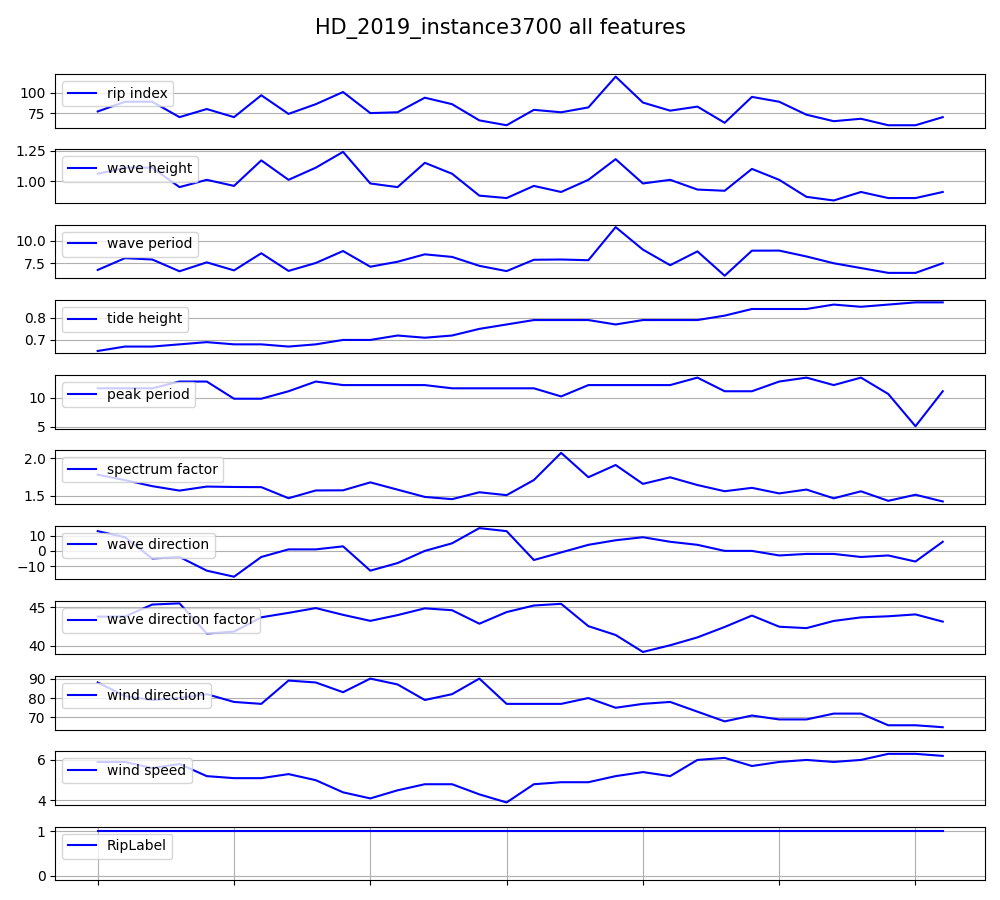 HD_2019_instance3700 all features
100
75
rip index
1.25
1.00
wave height
10.0
7.5
wave period
0.8
0.7
tide height
10
5
peak period
2.0
1.5
spectrum factor
10
0
−10
wave direction
45
40
wave direction factor
90
80
70
wind direction
6
4
wind speed
1
0
RipLabel